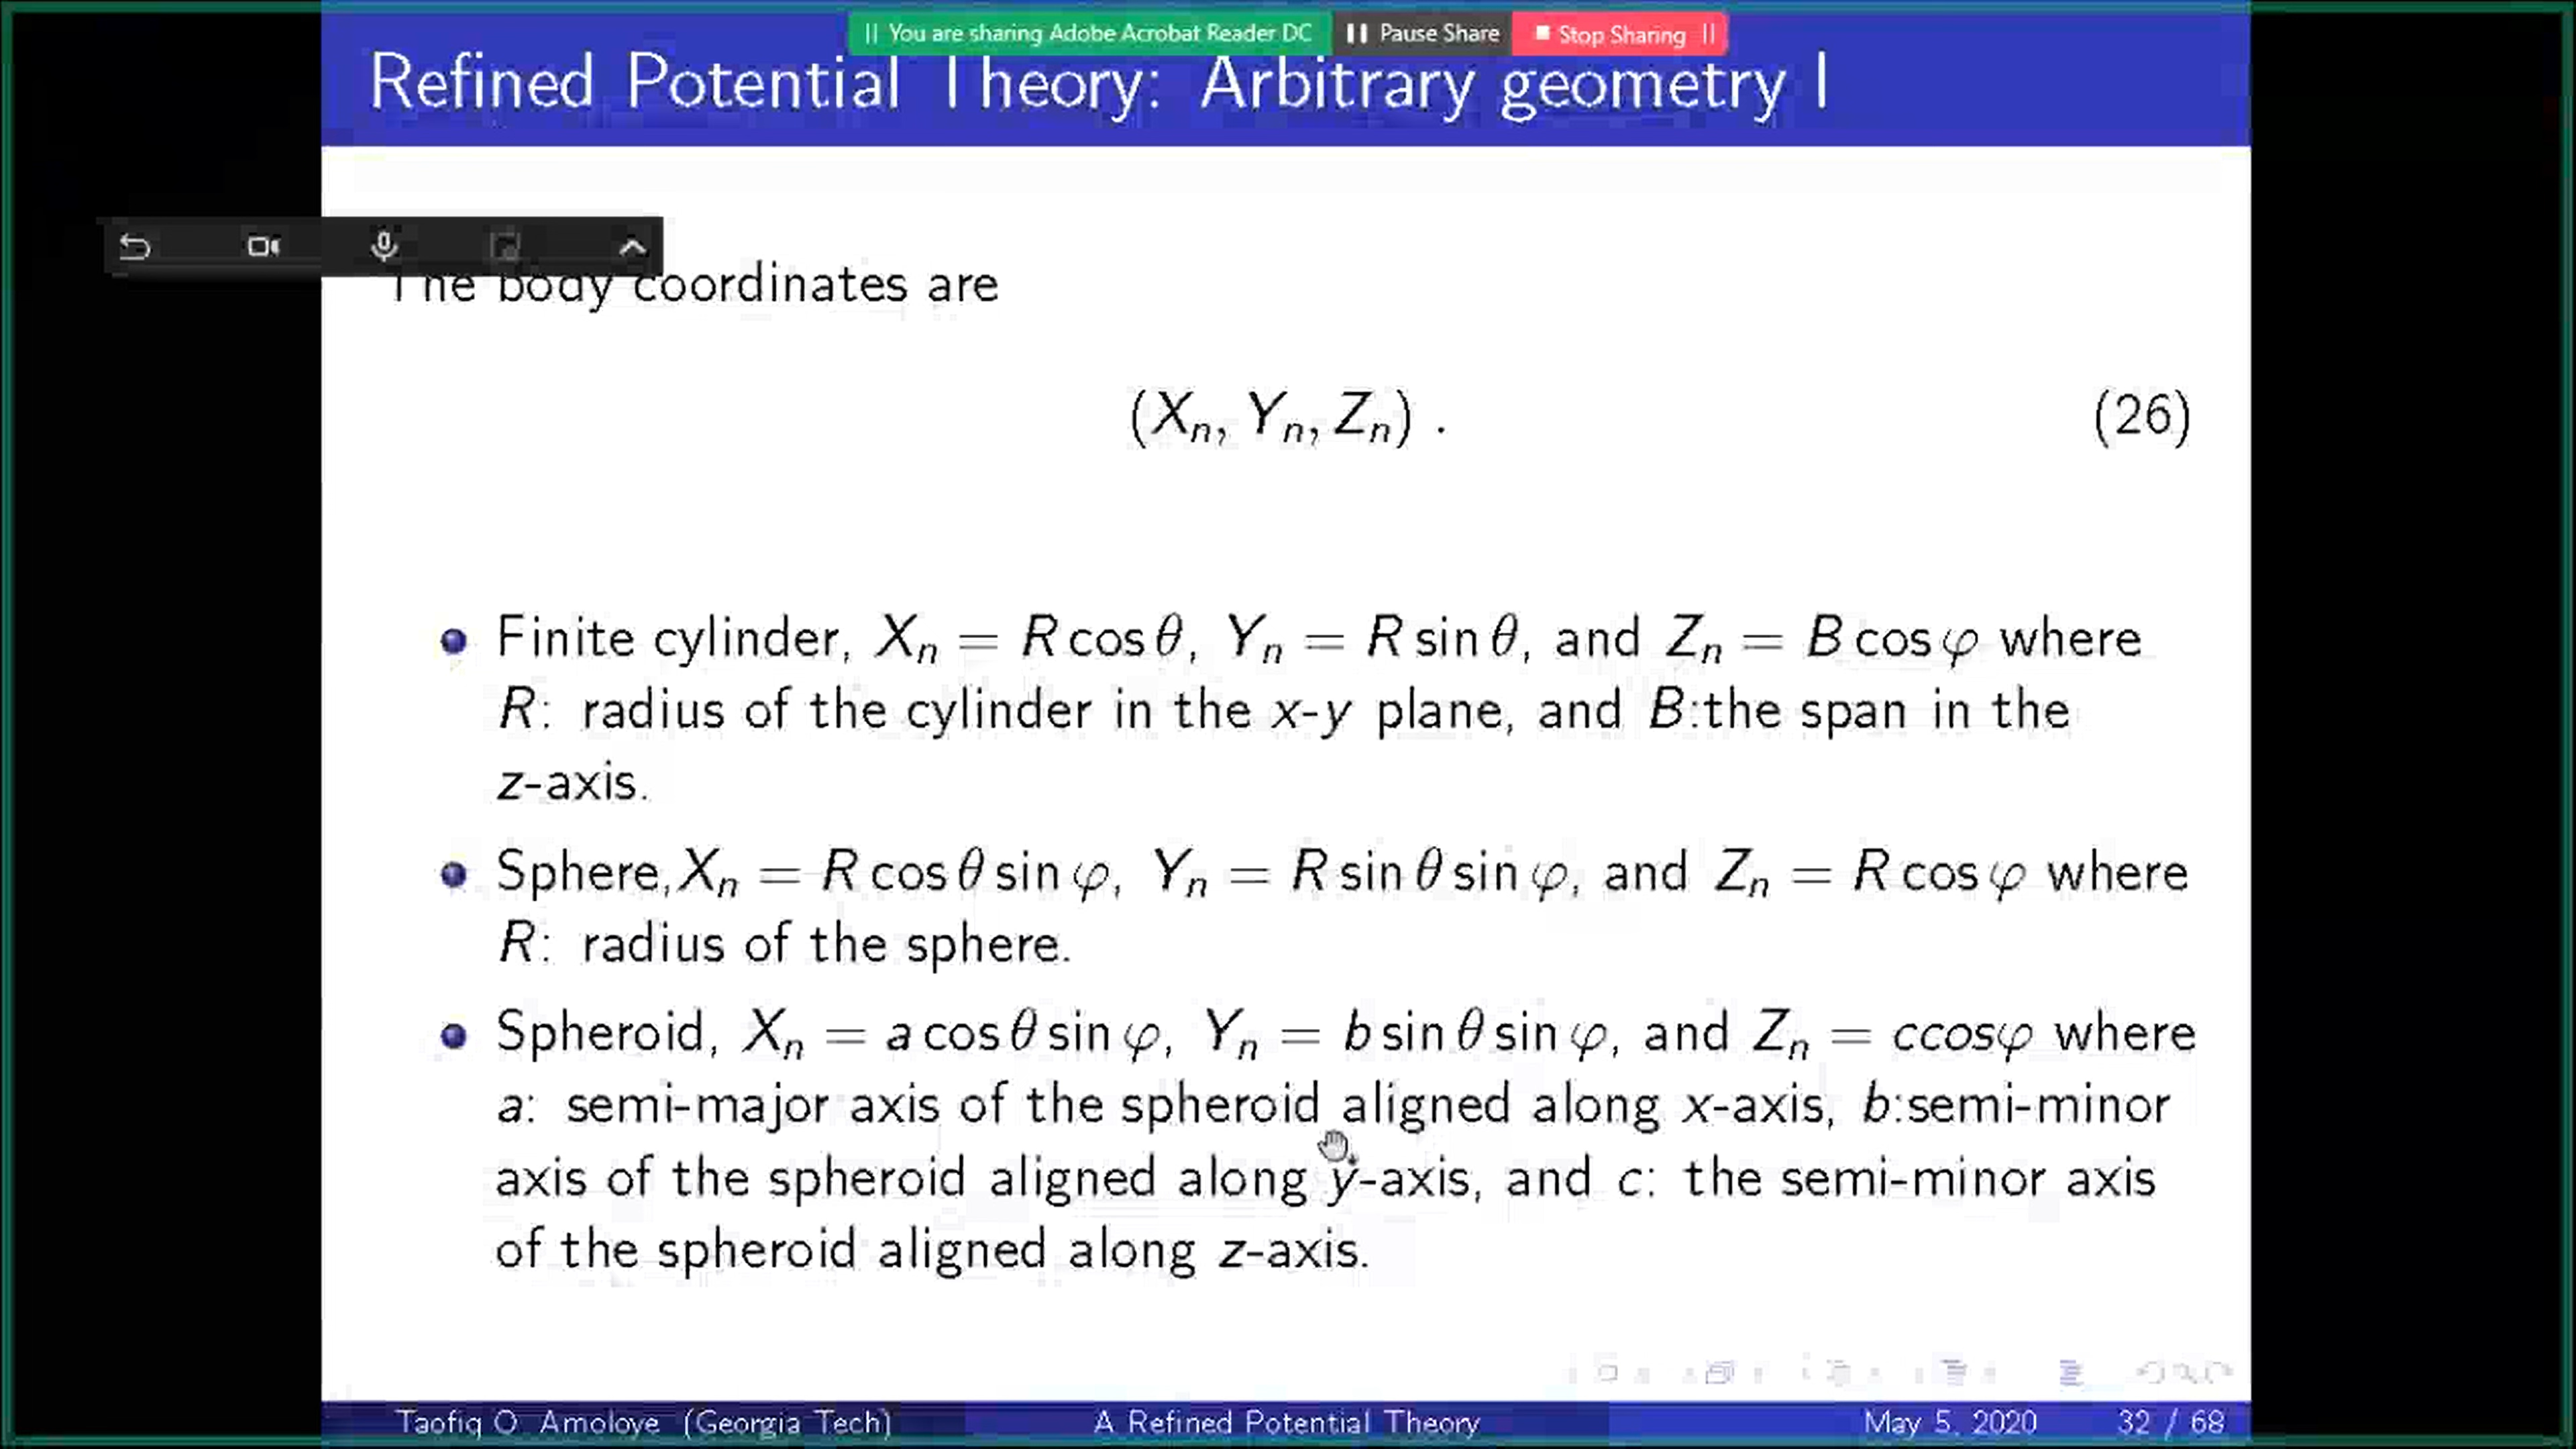 || You are sharing Adobe Acrobat Reader DC Pause Share Stop Sharing ||
Refined Potential Theory: Arbitrary geometry I
The body coordinates are
(Xₙ, Yₙ, Zₙ) . (26)
Finite cylinder, Xₙ = R cos θ, Yₙ = R sin θ, and Zₙ = B cos φ where
R: radius of the cylinder in the x-y plane, and B:the span in the
z-axis.
Sphere,Xₙ = R cos θ sin φ, Yₙ = R sin θ sin φ, and Zₙ = R cos φ where
R: radius of the sphere.
Spheroid, Xₙ = a cos θ sin φ, Yₙ = b sin θ sin φ, and Zₙ = ccosφ where
a: semi-major axis of the spheroid aligned along x-axis, b:semi-minor
axis of the spheroid aligned along y-axis, and c: the semi-minor axis
of the spheroid aligned along z-axis.
Taofiq O. Amoloye (Georgia Tech) A Refined Potential Theory May 5, 2020 32 / 68